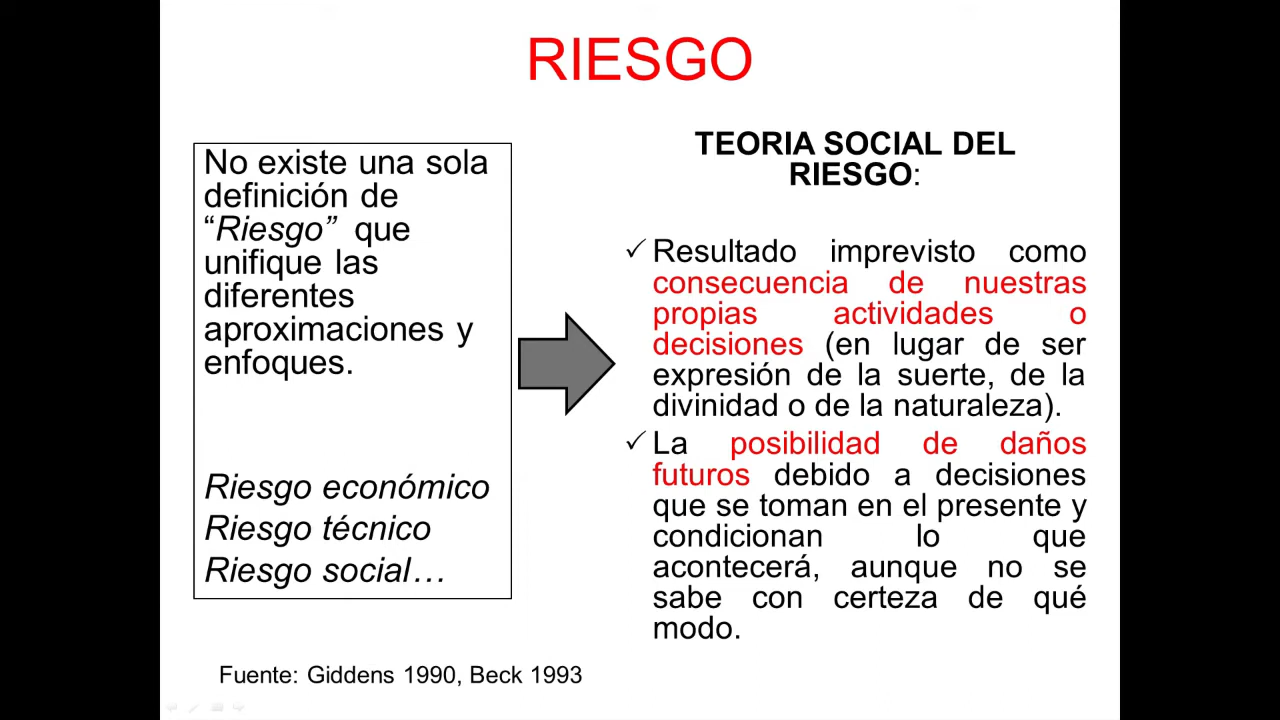 RIESGO
No existe una sola
definición de
“Riesgo” que
unifique las
diferentes
aproximaciones y
enfoques.
Riesgo económico
Riesgo técnico
Riesgo social…
TEORIA SOCIAL DEL
RIESGO:
✓Resultado imprevisto como
consecuencia de nuestras
propias actividades o
decisiones (en lugar de ser
expresión de la suerte, de la
divinidad o de la naturaleza).
✓La posibilidad de daños
futuros debido a decisiones
que se toman en el presente y
condicionan lo que
acontecerá, aunque no se
sabe con certeza de qué
modo.
Fuente: Giddens 1990, Beck 1993